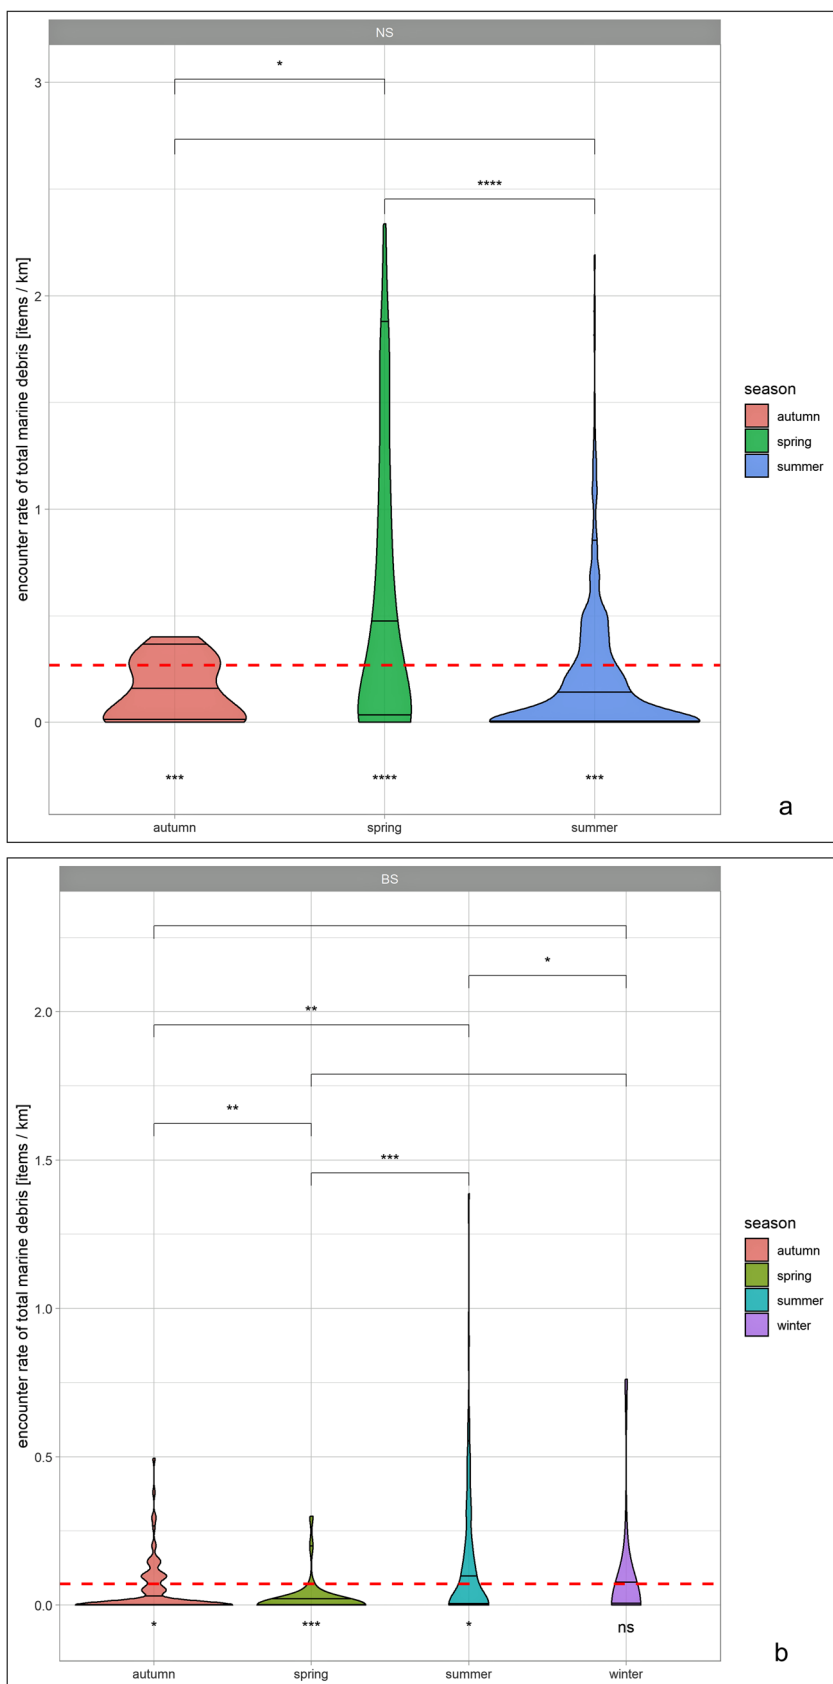 NS
*
****
3
2
1
0
encounter rate of total marine debris [items / km]
***
****
***
autumn
spring
summer
season
autumn
spring
summer
a
BS
*
**
**
***
2.0
1.5
1.0
0.5
0.0
encounter rate of total marine debris [items / km]
*
***
*
ns
autumn
spring
summer
winter
season
autumn
spring
summer
winter
b